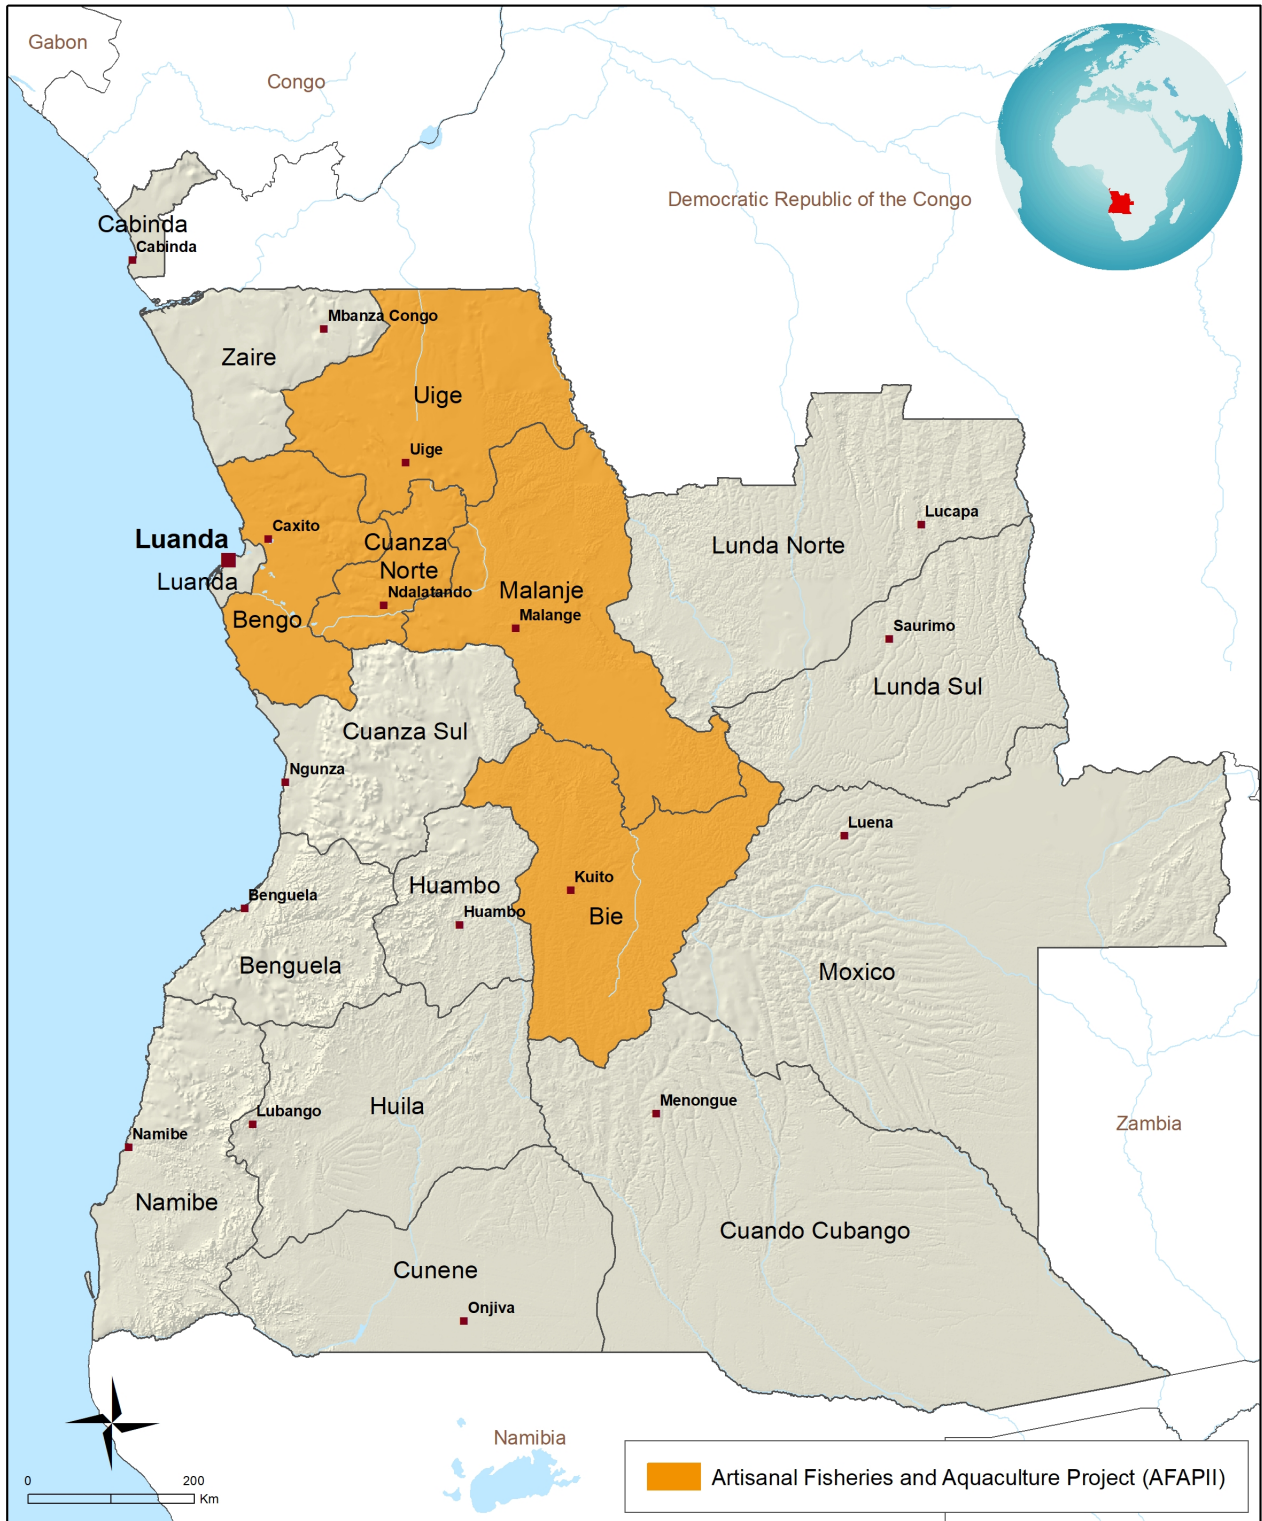 Gabon
Congo
Democratic Republic of the Congo
Cabinda
Cabinda
Mbanza Congo
Zaire
Uige
Uige
Lucapa
Caxito
Luanda
Cuanza
Norte
Lunda Norte
Luanda
Ndalatando
Malanje
Malange
Bengo
Saurimo
Lunda Sul
Cuanza Sul
Ngunza
Luena
Kuito
Huambo
Benguela
Huambo
Bie
Benguela
Moxico
Menongue
Huila
Lubango
Zambia
Namibe
Namibe
Cuando Cubango
Cunene
Onjiva
Namibia
0
200
Km
Artisanal Fisheries and Aquaculture Project (AFAPII)